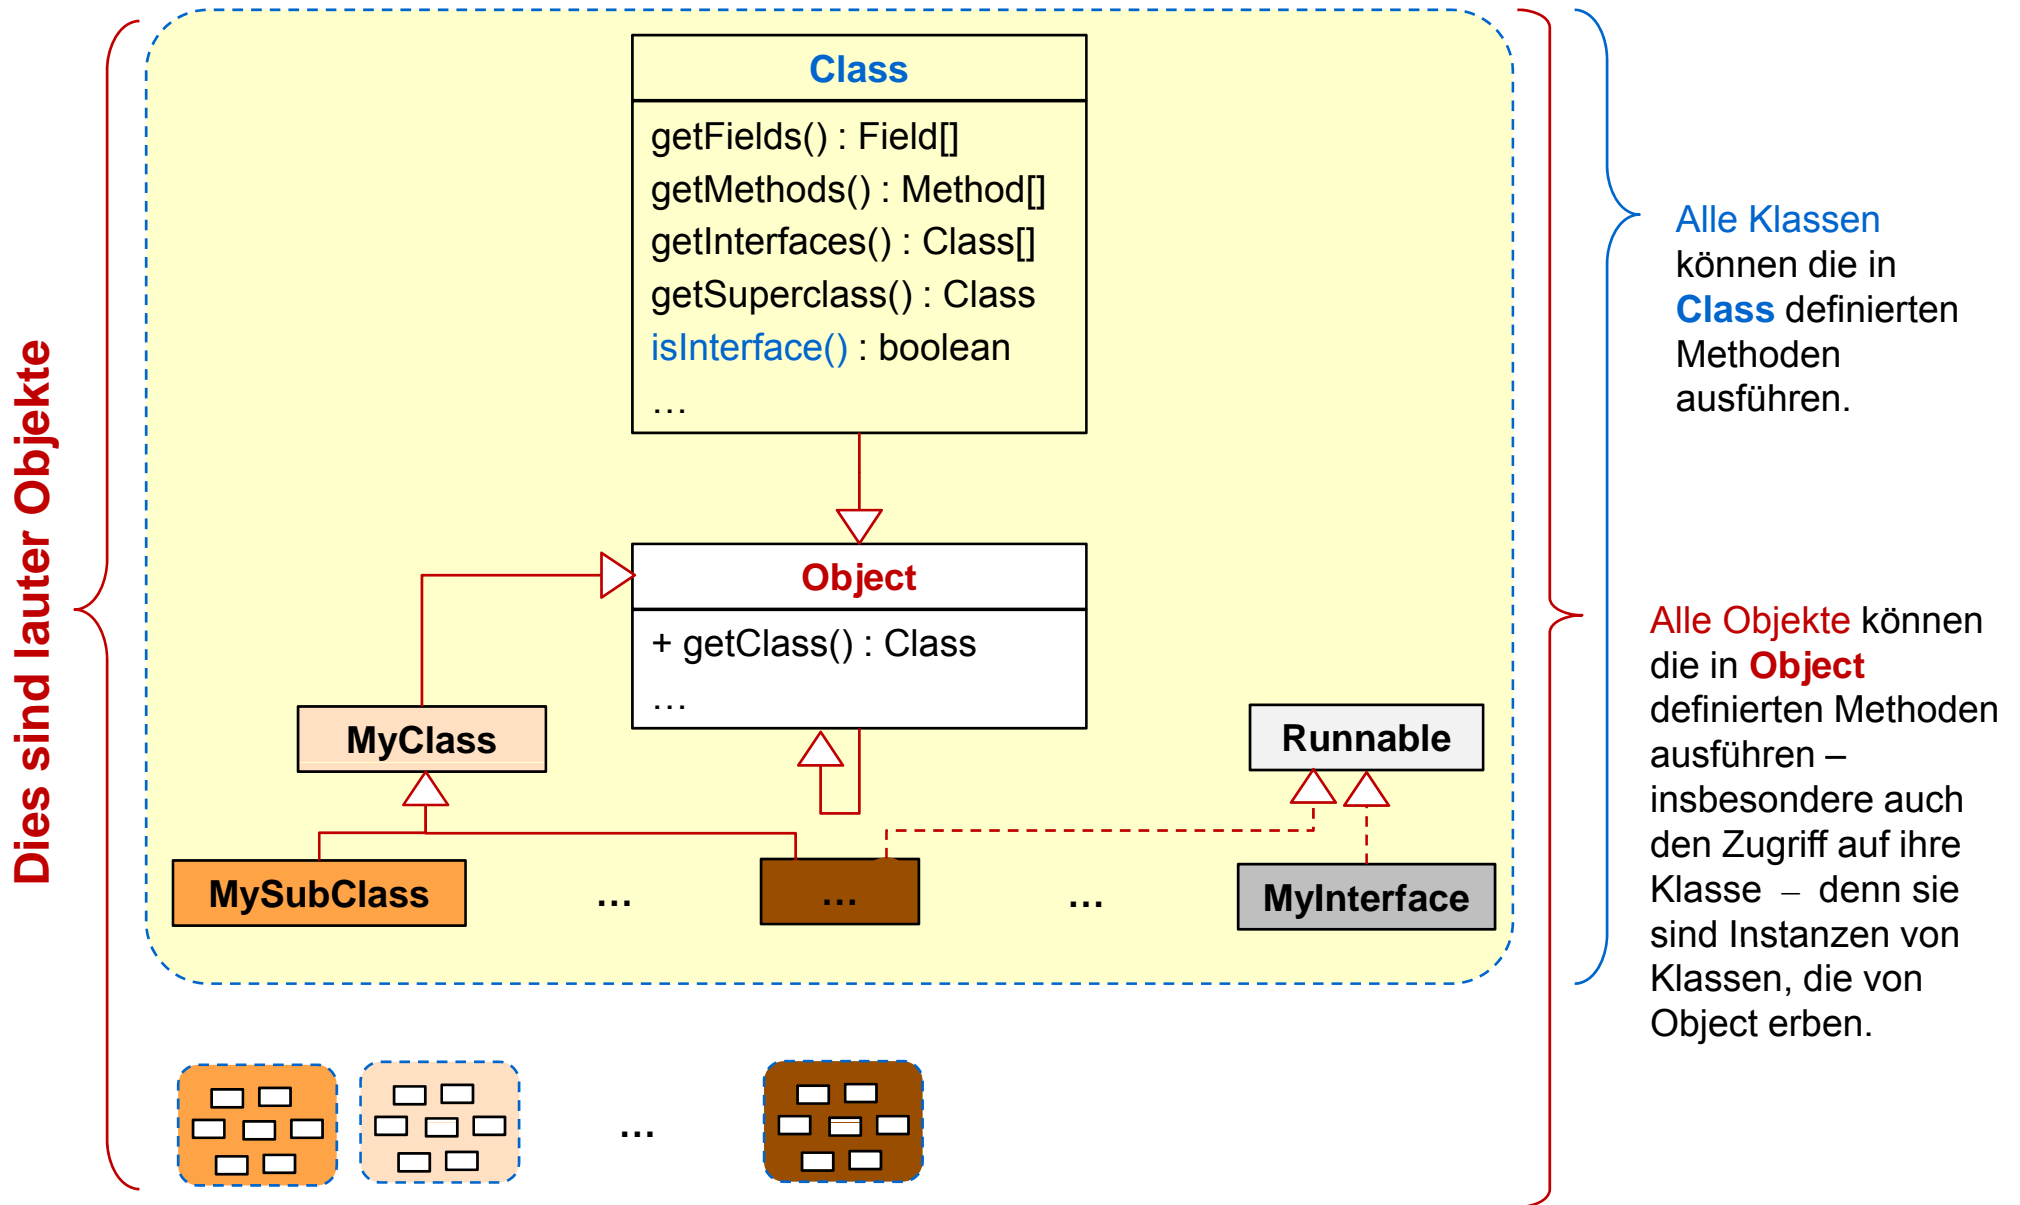 Dies sind lauter Objekte
Class
getFields() : Field[]
getMethods() : Method[]
getInterfaces() : Class[]
getSuperclass() : Class
isInterface() : boolean
…
Object
+ getClass() : Class
…
MyClass
Runnable
MySubClass
...
...
...
MyInterface
...
Alle Klassen
können die in
Class definierten
Methoden
ausführen.
Alle Objekte können
die in Object
definierten Methoden
ausführen –
insbesondere auch
den Zugriff auf ihre
Klasse – denn sie
sind Instanzen von
Klassen, die von
Object erben.